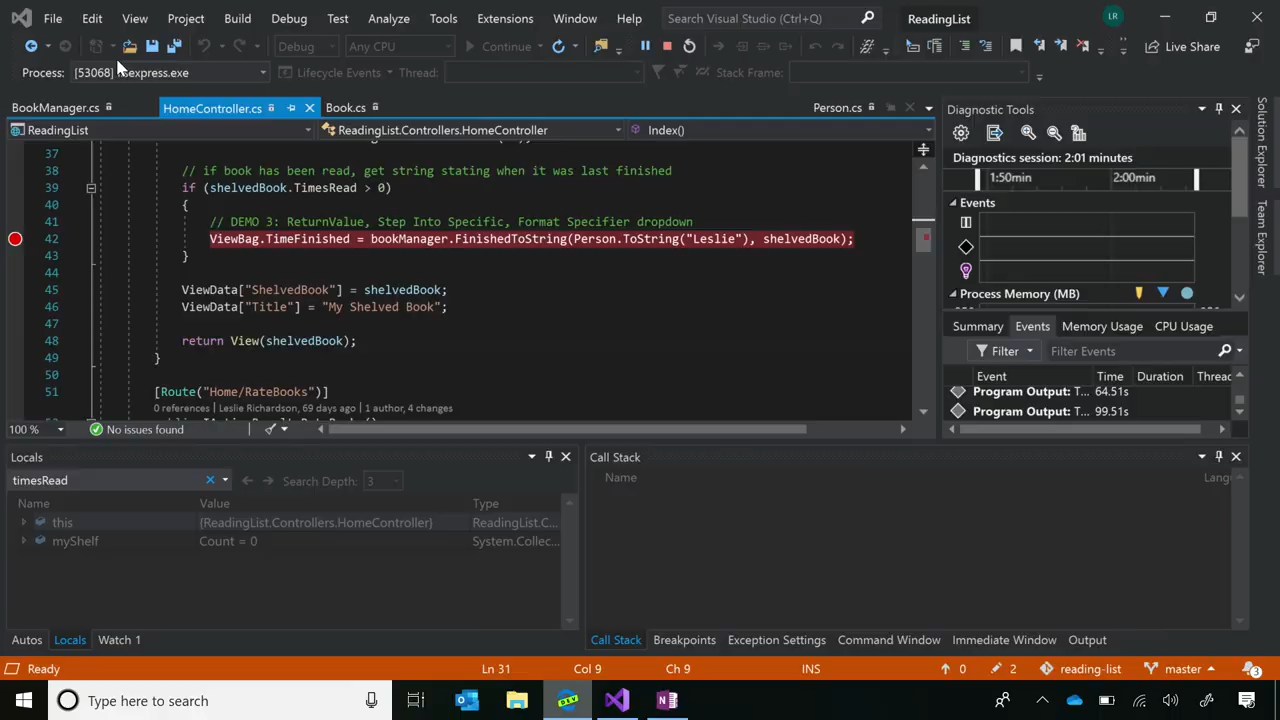 File Edit View Project Build Debug Test Analyze Tools Extensions Window Help Search Visual Studio (Ctrl+Q) ReadingList LR
Debug Any CPU Continue Live Share
Process: [53068] iisexpress.exe Lifecycle Events Thread: Stack Frame:
BookManager.cs HomeController.cs Book.cs Person.cs
ReadingList ReadingList.Controllers.HomeController Index()
37
38 // if book has been read, get string stating when it was last finished
39 if (shelvedBook.TimesRead > 0)
40 {
41 // DEMO 3: ReturnValue, Step Into Specific, Format Specifier dropdown
42 ViewBag.TimeFinished = bookManager.FinishedToString(Person.ToString("Leslie"), shelvedBook);
43 }
44
45 ViewData["ShelvedBook"] = shelvedBook;
46 ViewData["Title"] = "My Shelved Book";
47
48 return View(shelvedBook);
49 }
50
51 [Route("Home/RateBooks")]
0 references | Leslie Richardson, 69 days ago | 1 author, 4 changes
100 % No issues found
Diagnostic Tools
Diagnostics session: 2:01 minutes
1:50min 2:00min
Events
Process Memory (MB)
Summary Events Memory Usage CPU Usage
Filter Filter Events
Event Time Duration Thread
Program Output: T... 64.51s
Program Output: T... 99.51s
Solution Explorer
Team Explorer
Locals
timesRead Search Depth: 3
Name Value Type
this {ReadingList.Controllers.HomeController} ReadingList.C...
myShelf Count = 0 System.Collec...
Autos Locals Watch 1
Call Stack
Name Lang
Call Stack Breakpoints Exception Settings Command Window Immediate Window Output
Ready Ln 31 Col 9 Ch 9 INS 0 2 reading-list master 3
Type here to search DEV